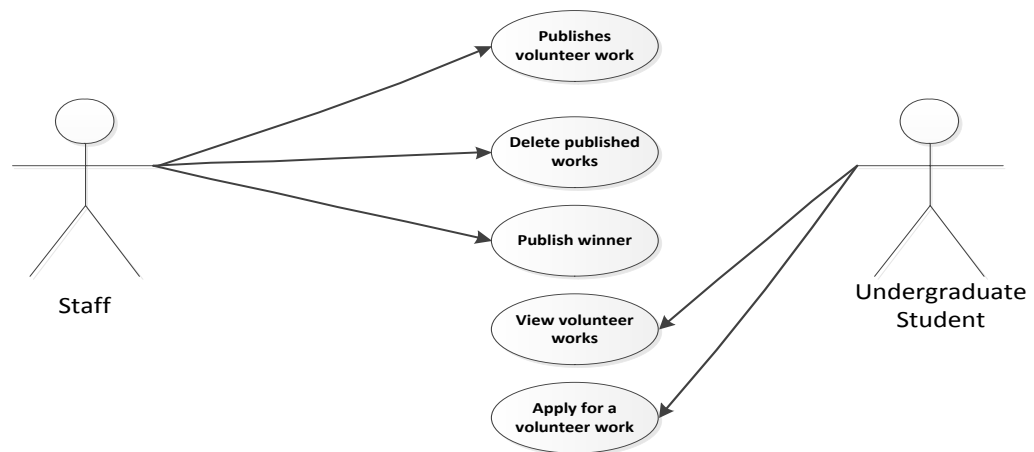 Publishes
volunteer work
Delete published
works
Publish winner
Staff
View volunteer
works
Undergraduate
Student
Apply for a
volunteer work